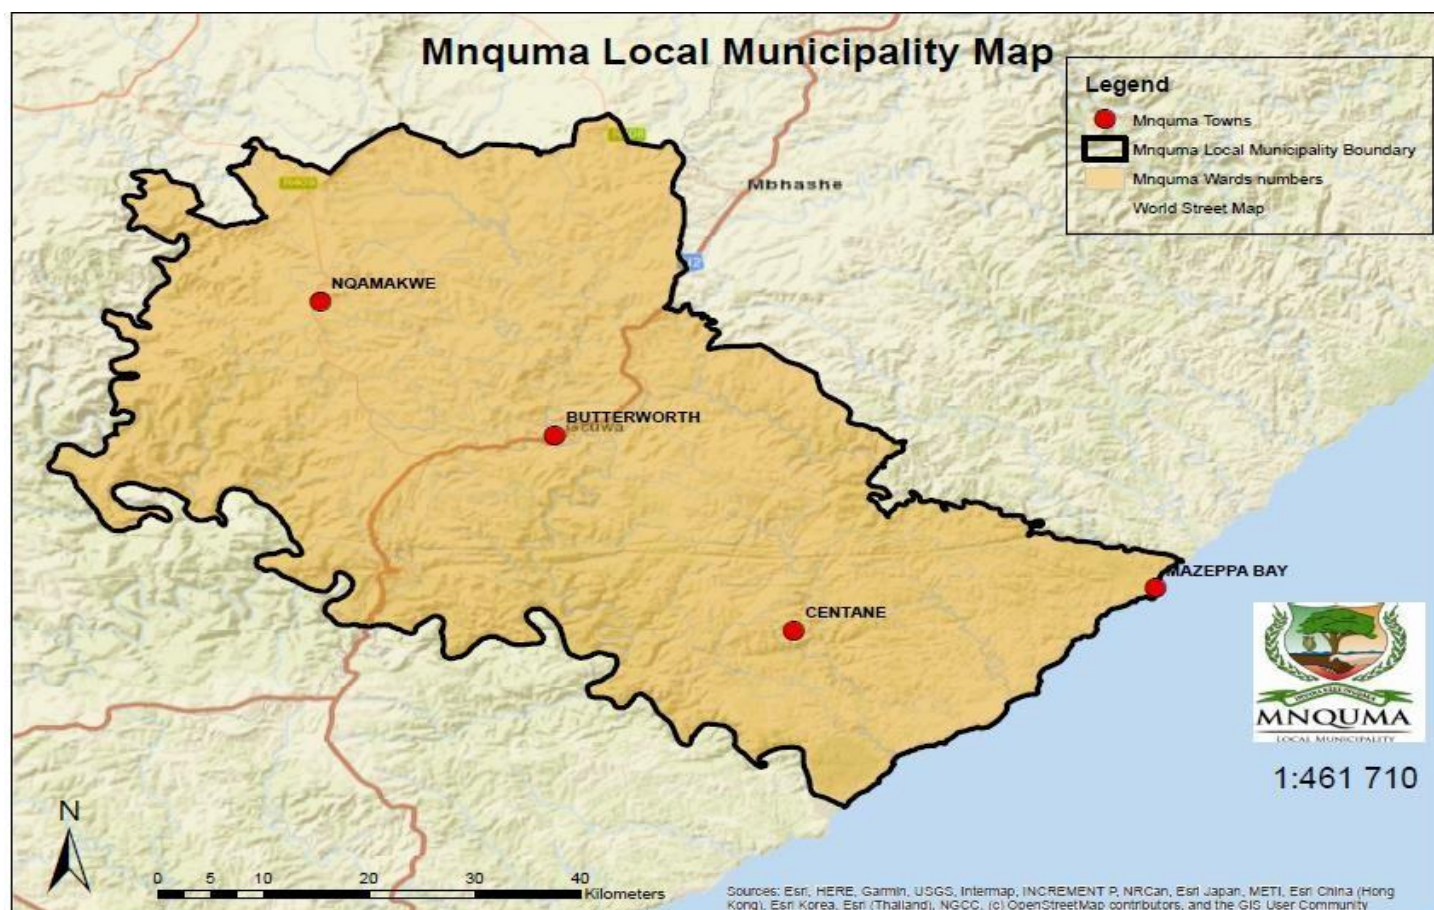 Mnquma Local Municipality Map
Legend
Mnquma Towns
Mnquma Local Municipality Boundary
Mnquma Wards numbers
World Street Map
Mbhashe
NQAMAKWE
BUTTERWORTH
Gcuwa
MAZEPPA BAY
CENTANE
MNQUMA
LOCAL MUNICIPALITY
1:461 710
N
0 5 10 20 30 40
Kilometers
Sources: Esri, HERE, Garmin, USGS, Intermap, INCREMENT P, NRCan, Esri Japan, METI, Esri China (Hong
Kong), Esri Korea, Esri (Thailand), NGCC, (c) OpenStreetMap contributors, and the GIS User Community